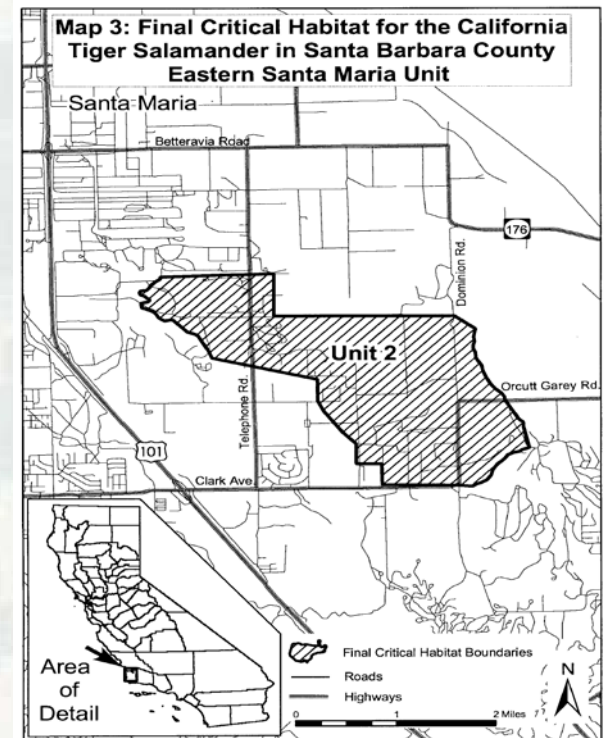 Map 3: Final Critical Habitat for the California
Tiger Salamander in Santa Barbara County
Eastern Santa Maria Unit
Santa Maria
Betteravia Road
176
Dominion Rd.
Unit 2
Orcutt Garey Rd.
Telephone Rd.
101
Clark Ave.
Area
of
Detail
Final Critical Habitat Boundaries
Roads
Highways
N
0 1 2 Miles